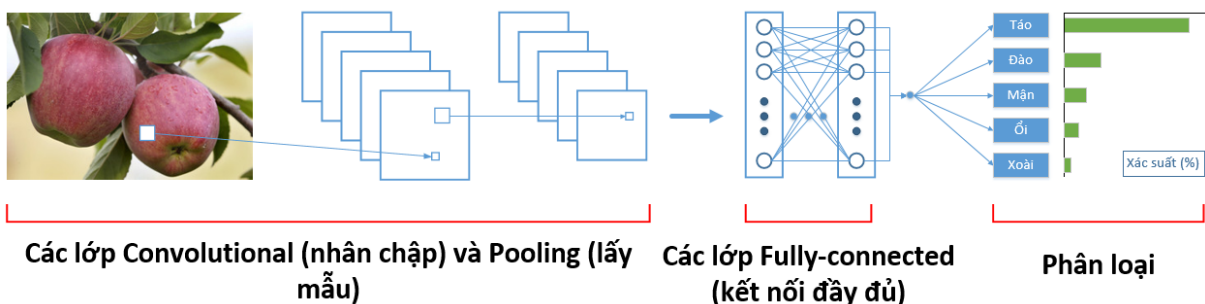 Táo
Đào
Mận
Ổi
Xoài
Xác suất (%)
Các lớp Convolutional (nhân chập) và Pooling (lấy
mẫu)
Các lớp Fully-connected
(kết nối đầy đủ)
Phân loại